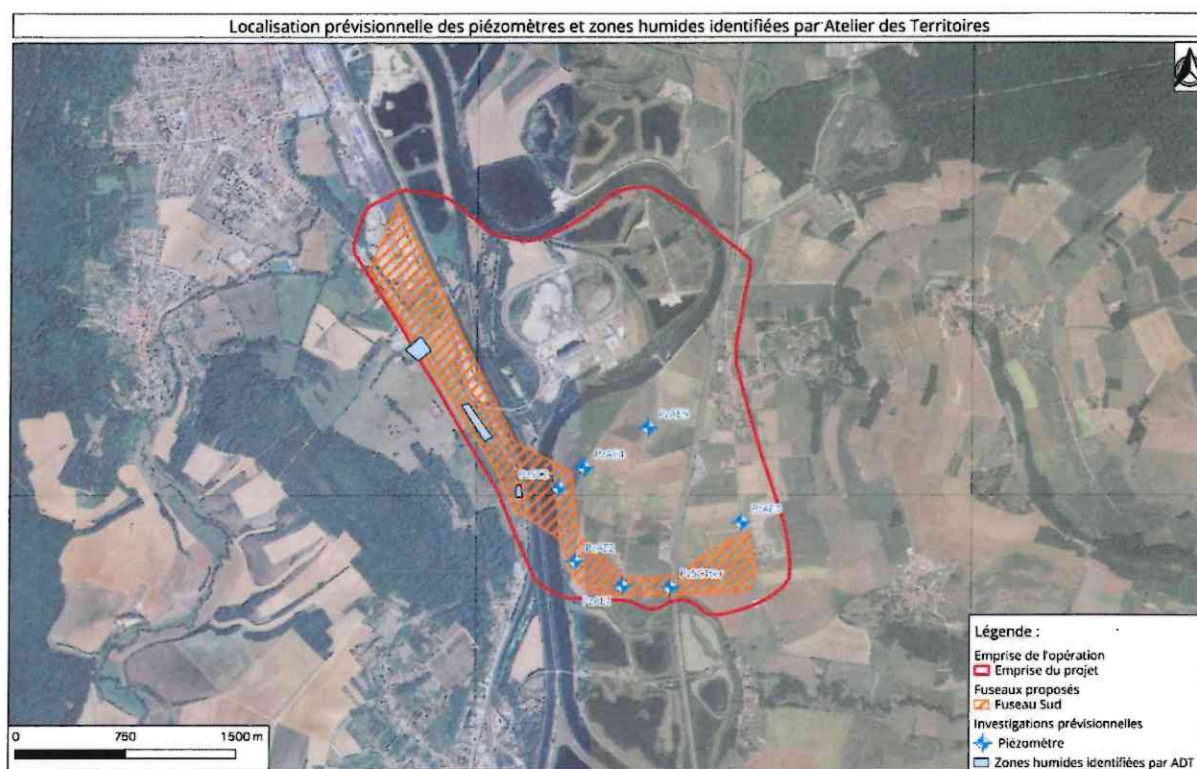 Localisation prévisionnelle des piézomètres et zones humides identifiées par Atelier des Territoires
0 750 1500 m
Légende :
Emprise de l'opération
Emprise du projet
Fuseaux proposés
Fuseau Sud
Investigations prévisionnelles
Piézomètre
Zones humides identifiées par ADT